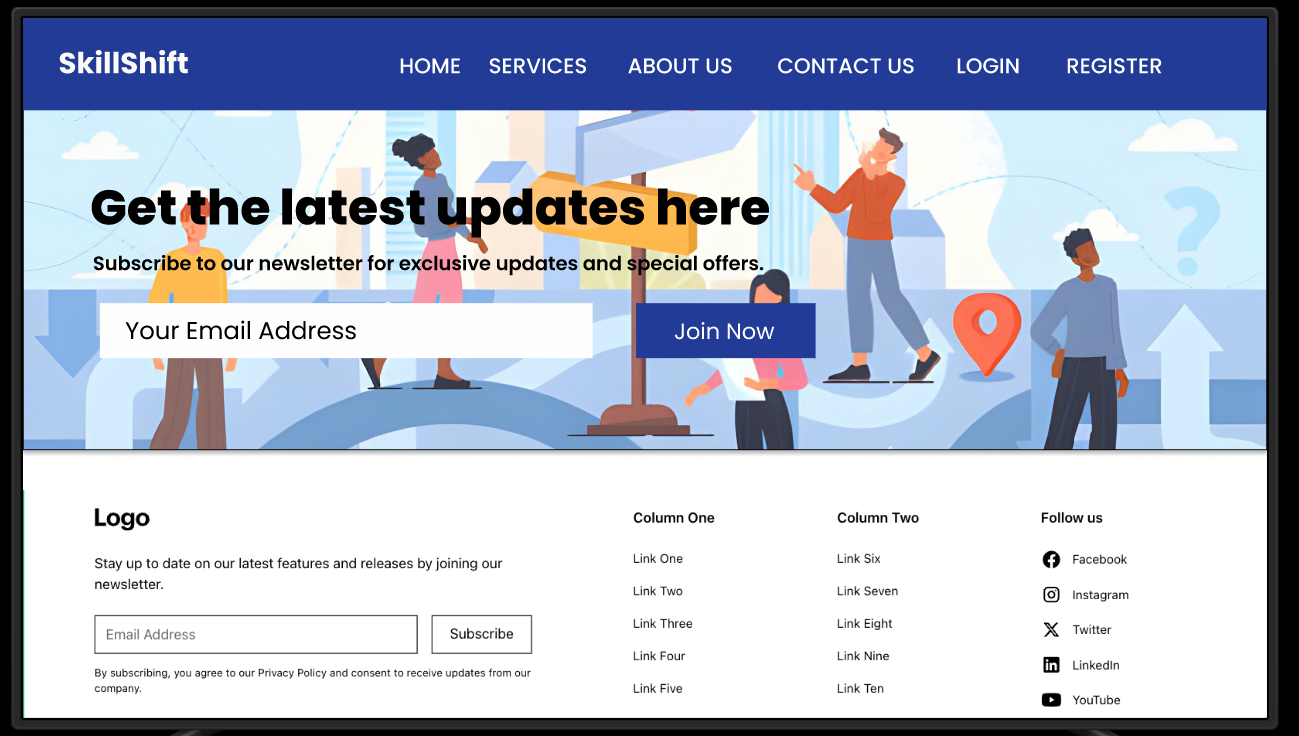 SkillShift
HOME SERVICES ABOUT US CONTACT US LOGIN REGISTER
Get the latest updates here
Subscribe to our newsletter for exclusive updates and special offers.
Your Email Address
Join Now
Logo
Stay up to date on our latest features and releases by joining our
newsletter.
Email Address
Subscribe
By subscribing, you agree to our Privacy Policy and consent to receive updates from our
company.
Column One
Link One
Link Two
Link Three
Link Four
Link Five
Column Two
Link Six
Link Seven
Link Eight
Link Nine
Link Ten
Follow us
Facebook
Instagram
Twitter
LinkedIn
YouTube